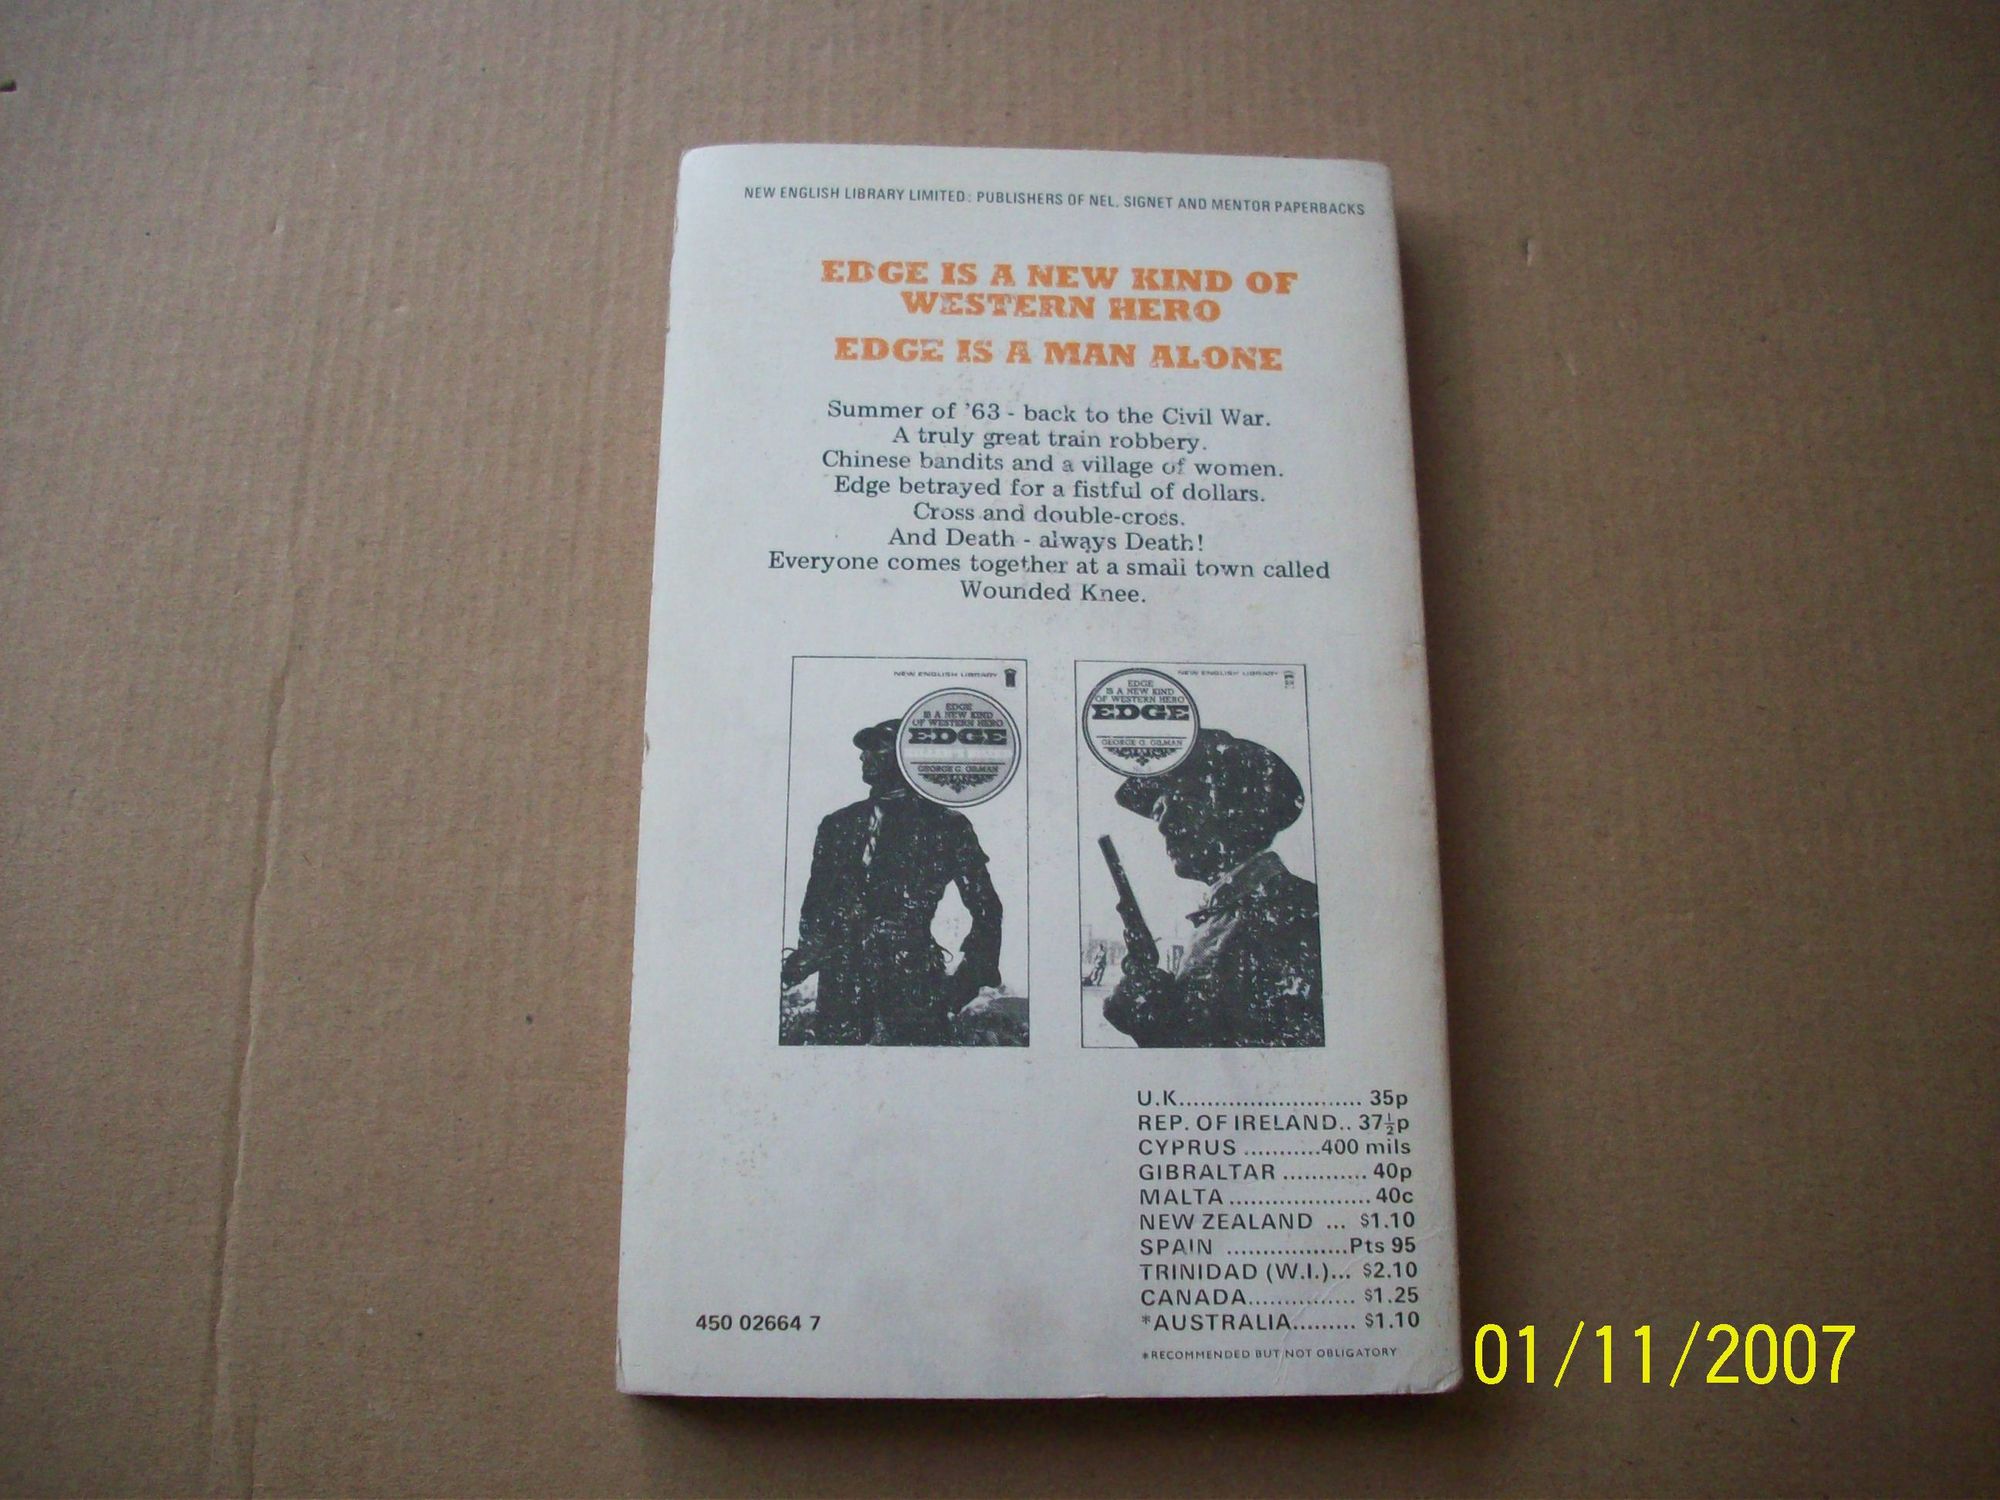 NEW ENGLISH LIBRARY LIMITED: PUBLISHERS OF NEL, SIGNET AND MENTOR PAPERBACKS
EDGE IS A NEW KIND OF
WESTERN HERO
EDGE IS A MAN ALONE
Summer of '63 - back to the Civil War.
A truly great train robbery.
Chinese bandits and a village of women.
Edge betrayed for a fistful of dollars.
Cross and double-cross.
And Death - always Death!
Everyone comes together at a small town called
Wounded Knee.
NEW ENGLISH LIBRARY
EDGE
IS A NEW KIND
OF WESTERN HERO
EDGE
GEORGE G. GILMAN
NEW ENGLISH LIBRARY
EDGE
IS A NEW KIND
OF WESTERN HERO
EDGE
GEORGE G. GILMAN
U.K.......................... 35p
REP. OF IRELAND.. 37½p
CYPRUS ...........400 mils
GIBRALTAR ............ 40p
MALTA .................... 40c
NEW ZEALAND ... $1.10
SPAIN .................Pts 95
TRINIDAD (W.I.)... $2.10
CANADA............... $1.25
*AUSTRALIA......... $1.10
*RECOMMENDED BUT NOT OBLIGATORY
450 02664 7
01/11/2007